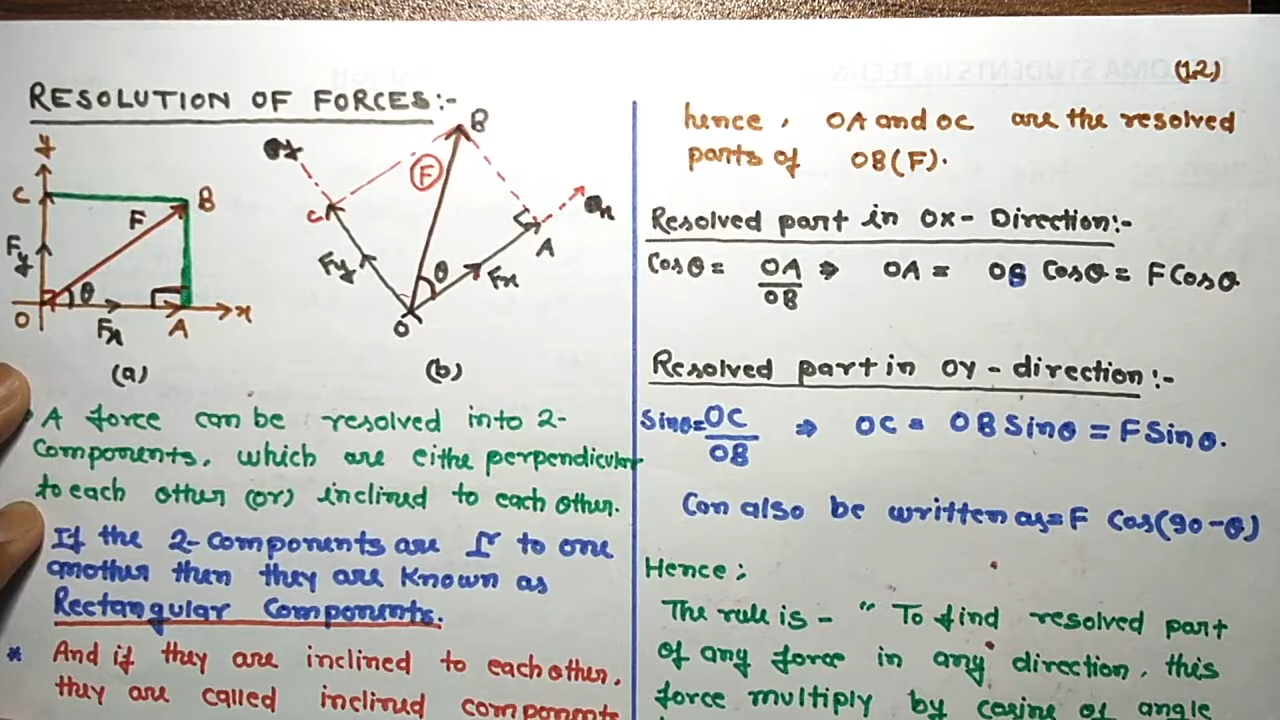 RESOLUTION OF FORCES:-
y
C
B
F
Fy
θ
O
Fx
A
x
(a)
B
F
C
A
Fy
θ
Fx
O
(b)
A force can be resolved into 2-
Components, which are eithe perpendicular
to each other (or) inclined to each other.
If the 2-components are to one
another then they are known as
Rectangular Components.
* And if they are inclined to each other,
they are called inclined components
(12)
hence, OA and OC are the resolved
parts of OB(F).
Resolved part in Ox- Direction:-
Cosθ = OA/OB ⇒ OA = OB Cosθ = F Cosθ
Resolved part in OY - direction:-
Sinθ = OC/OB ⇒ OC = OB Sinθ = F Sinθ.
Can also be written as = F Cos(90-θ)
Hence;
The rule is - " To find resolved part
of any force in any direction, this
force multiply by cosine of angle